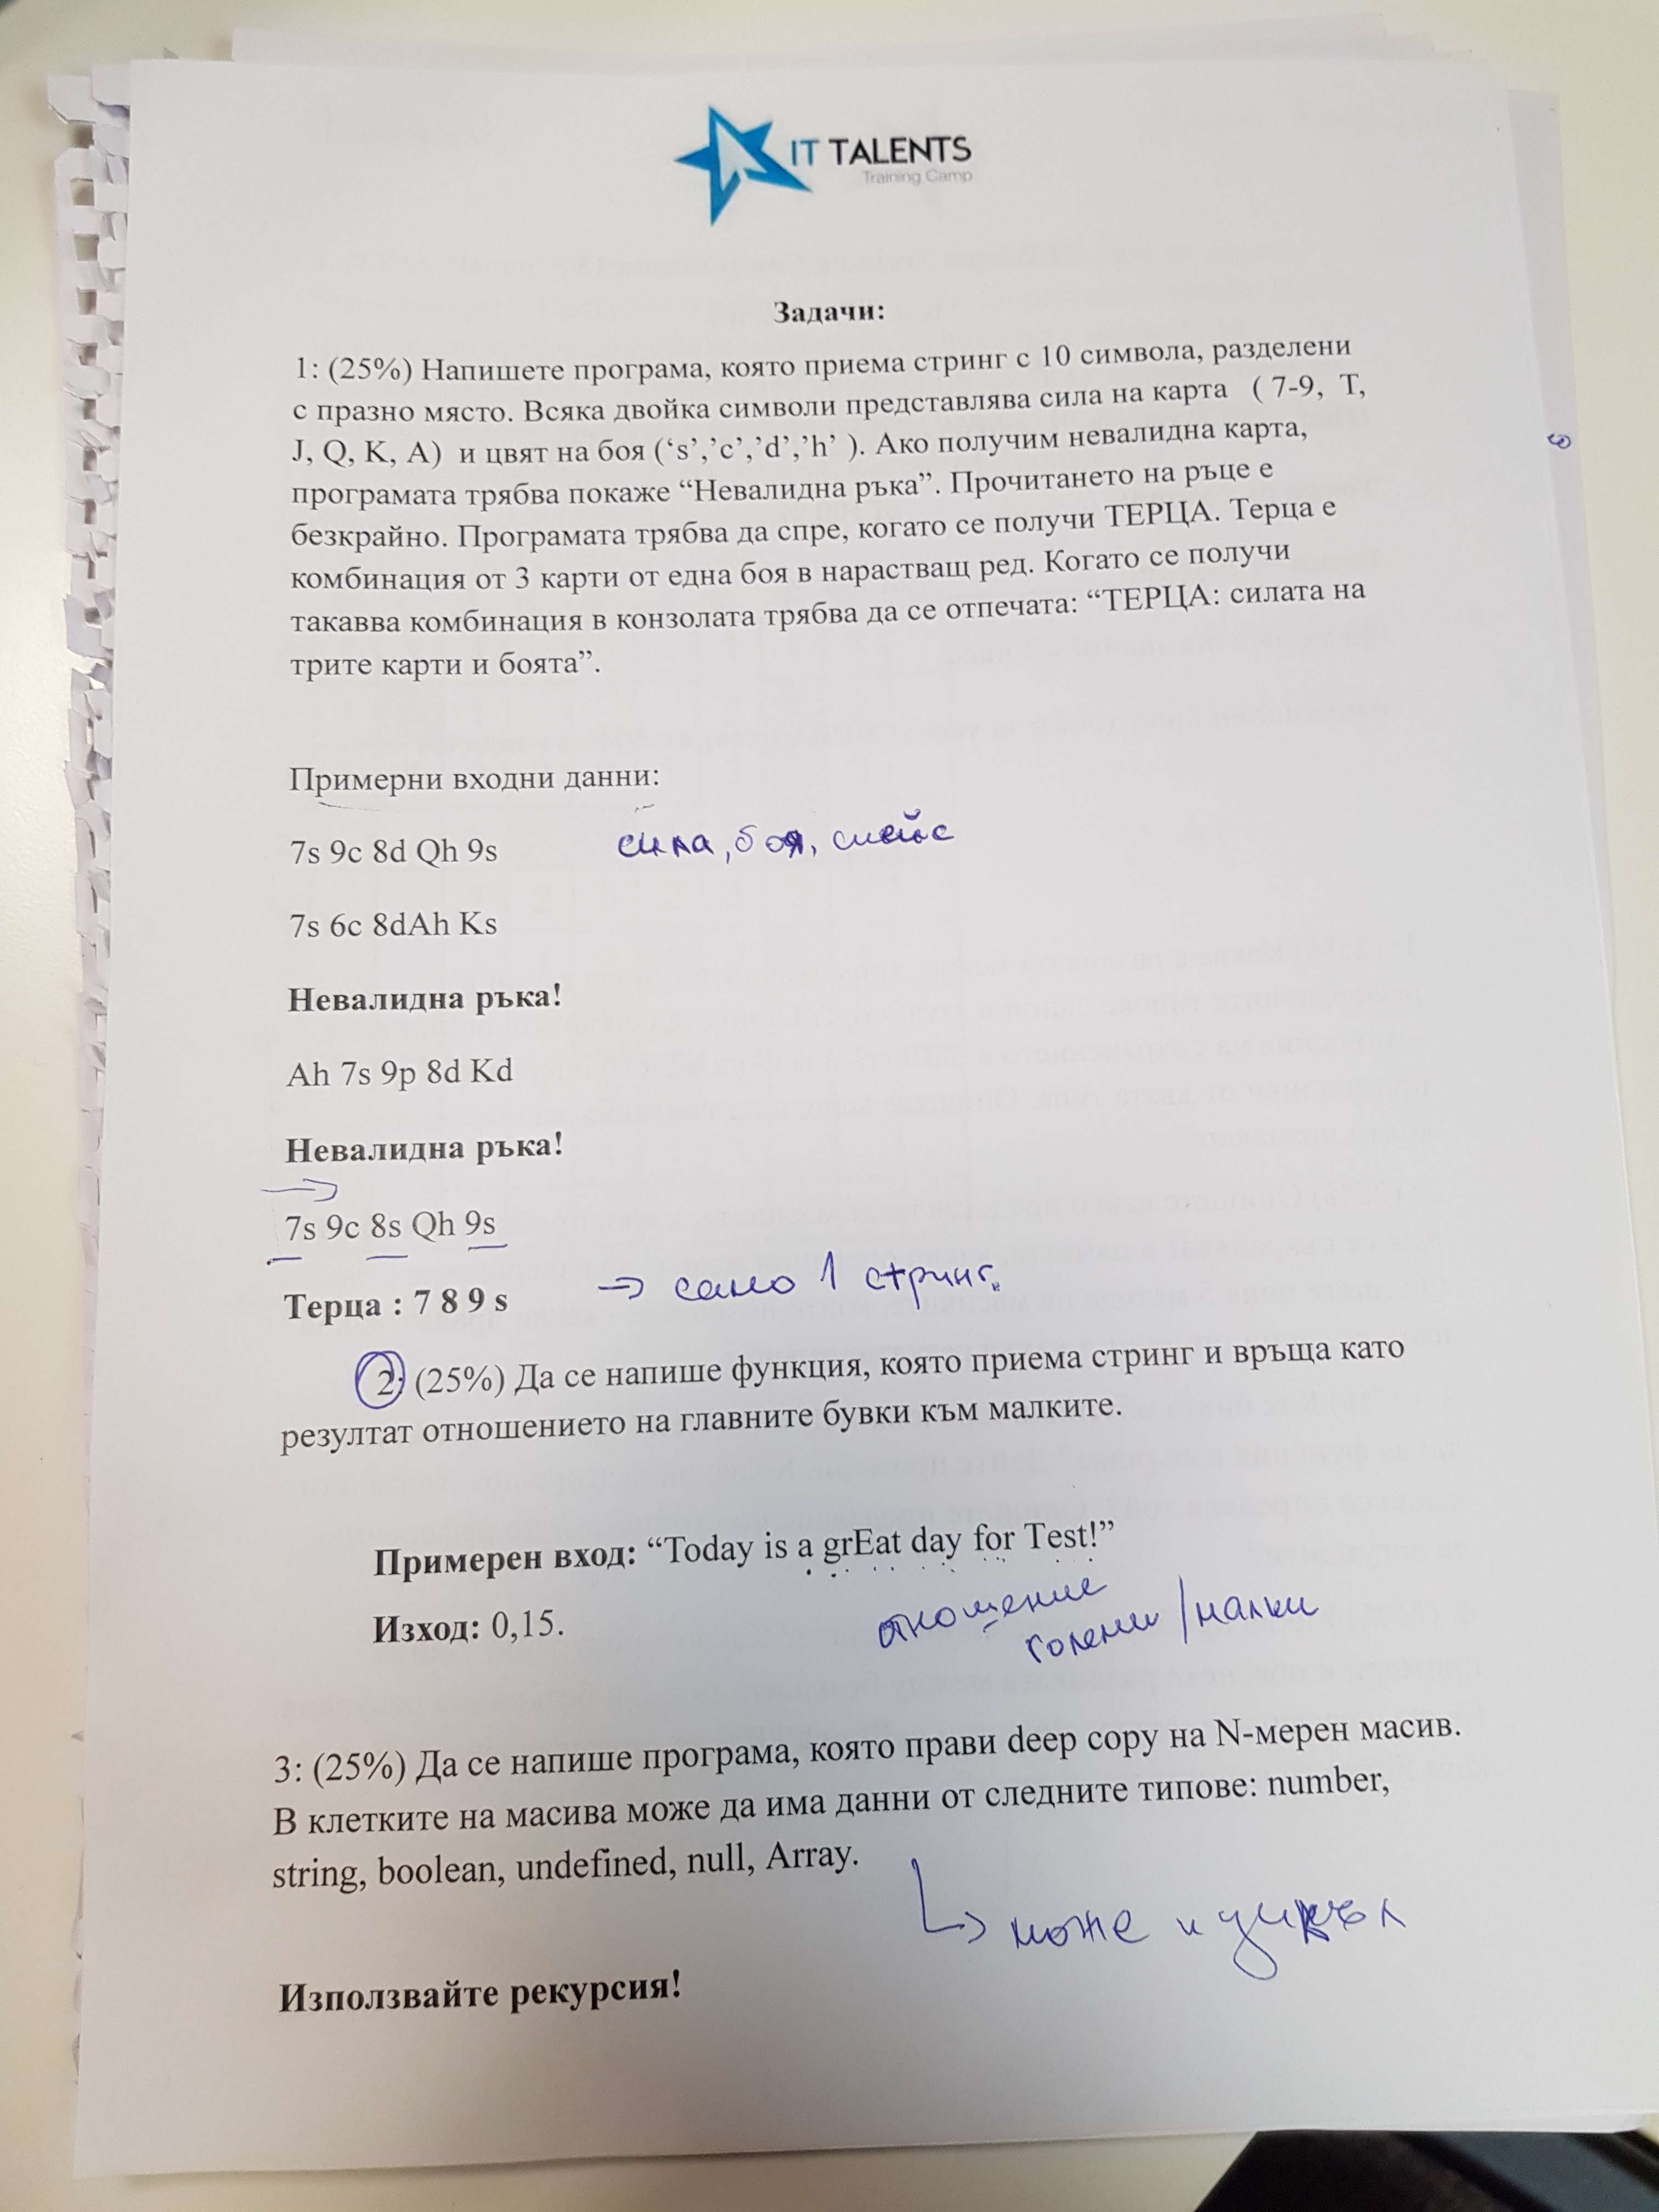 IT TALENTS
Training Camp
Задачи:
1: (25%) Напишете програма, която приема стринг с 10 символа, разделени
с празно място. Всяка двойка символи представлява сила на карта ( 7-9, T,
J, Q, K, A) и цвят на боя (‘s’,’c’,’d’,’h’ ). Ако получим невалидна карта,
програмата трябва покаже “Невалидна ръка”. Прочитането на ръце е
безкрайно. Програмата трябва да спре, когато се получи ТЕРЦА. Терца е
комбинация от 3 карти от една боя в нарастващ ред. Когато се получи
такавва комбинация в конзолата трябва да се отпечата: “ТЕРЦА: силата на
трите карти и боята”.
Примерни входни данни:
7s 9c 8d Qh 9s сила, боя, спейс
7s 6c 8dAh Ks
Невалидна ръка!
Ah 7s 9p 8d Kd
Невалидна ръка!
7s 9c 8s Qh 9s
Терца : 7 8 9 s → само 1 стринг.
2: (25%) Да се напише функция, която приема стринг и връща като
резултат отношението на главните бувки към малките.
Примерен вход: “Today is a grEat day for Test!”
Изход: 0,15.
отношение
големи / малки
3: (25%) Да се напише програма, която прави deep copy на N-мерен масив.
В клетките на масива може да има данни от следните типове: number,
string, boolean, undefined, null, Array.
→ може и цикъл
Използвайте рекурсия!